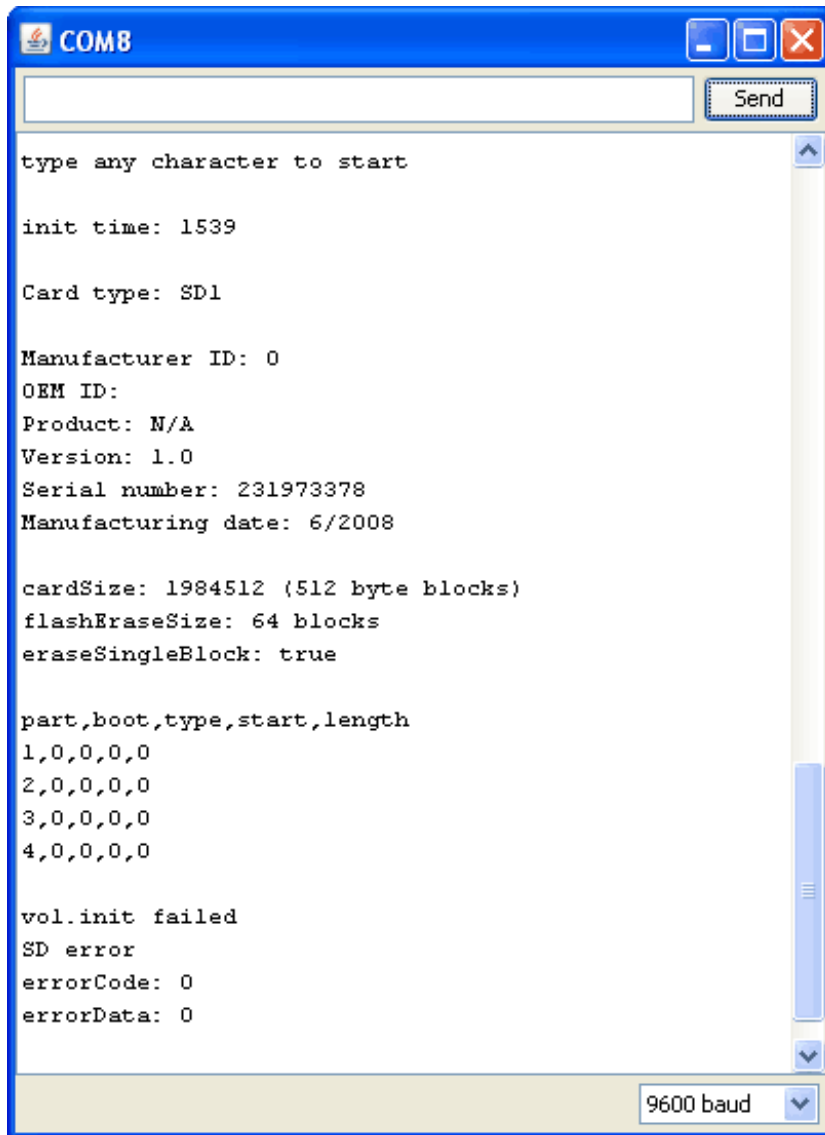 COM8
Send
type any character to start
init time: 1539
Card type: SD1
Manufacturer ID: 0
OEM ID:
Product: N/A
Version: 1.0
Serial number: 231973378
Manufacturing date: 6/2008
cardSize: 1984512 (512 byte blocks)
flashEraseSize: 64 blocks
eraseSingleBlock: true
part,boot,type,start,length
1,0,0,0,0
2,0,0,0,0
3,0,0,0,0
4,0,0,0,0
vol.init failed
SD error
errorCode: 0
errorData: 0
9600 baud